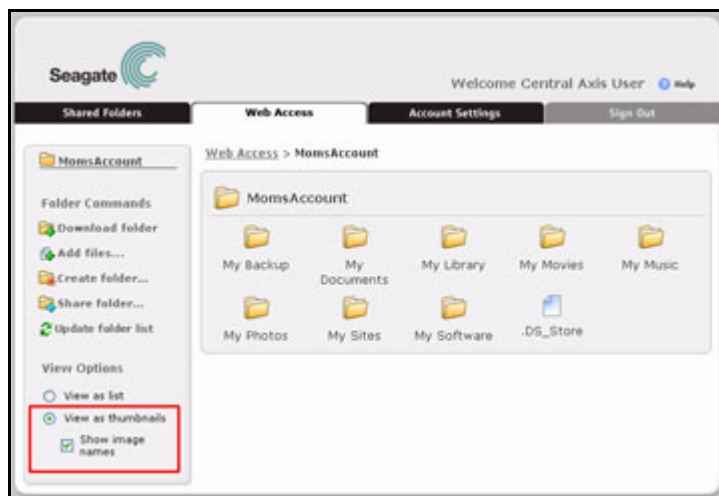 Seagate
Welcome Central Axis User Help
Shared Folders Web Access Account Settings Sign Out
MomsAccount
Folder Commands
Download folder
Add files...
Create folder...
Share folder...
Update folder list
View Options
View as list
View as thumbnails
Show image
names
Web Access > MomsAccount
MomsAccount
My Backup My Documents My Library My Movies My Music
My Photos My Sites My Software .DS_Store